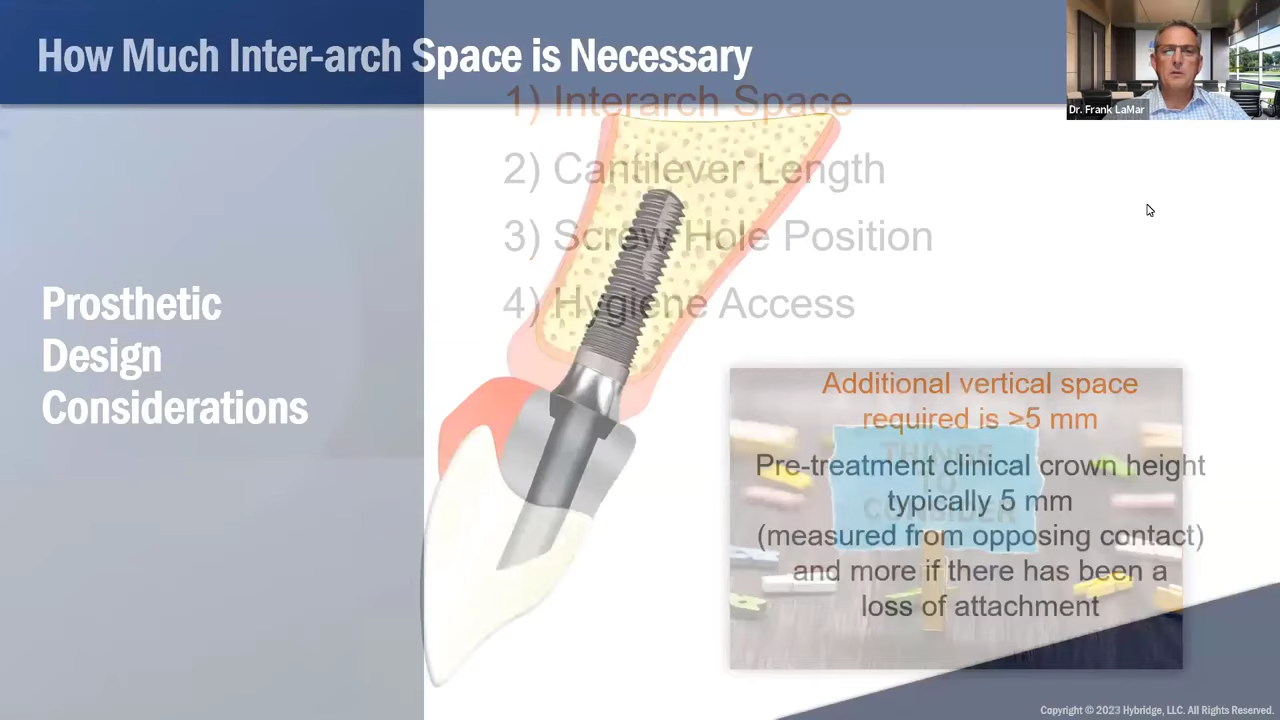 How Much Inter-arch Space is Necessary
Dr. Frank LaMar
1) Interarch Space
2) Cantilever Length
3) Screw Hole Position
4) Hygiene Access
Prosthetic
Design
Considerations
Additional vertical space
required is >5 mm
Pre-treatment clinical crown height
typically 5 mm
(measured from opposing contact)
and more if there has been a
loss of attachment
THINGS
TO
CONSIDER
Copyright © 2023 Hybridge, LLC. All Rights Reserved.